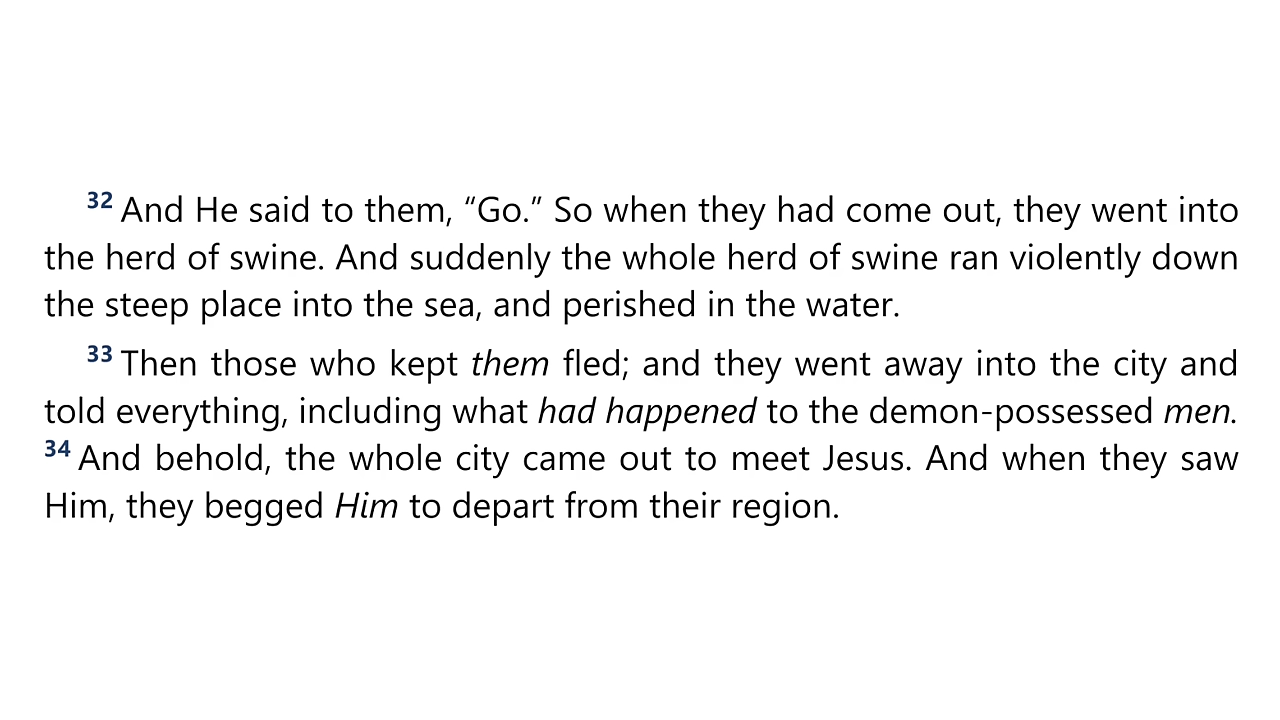 32 And He said to them, “Go.” So when they had come out, they went into
the herd of swine. And suddenly the whole herd of swine ran violently down
the steep place into the sea, and perished in the water.
33 Then those who kept them fled; and they went away into the city and
told everything, including what had happened to the demon-possessed men.
34 And behold, the whole city came out to meet Jesus. And when they saw
Him, they begged Him to depart from their region.